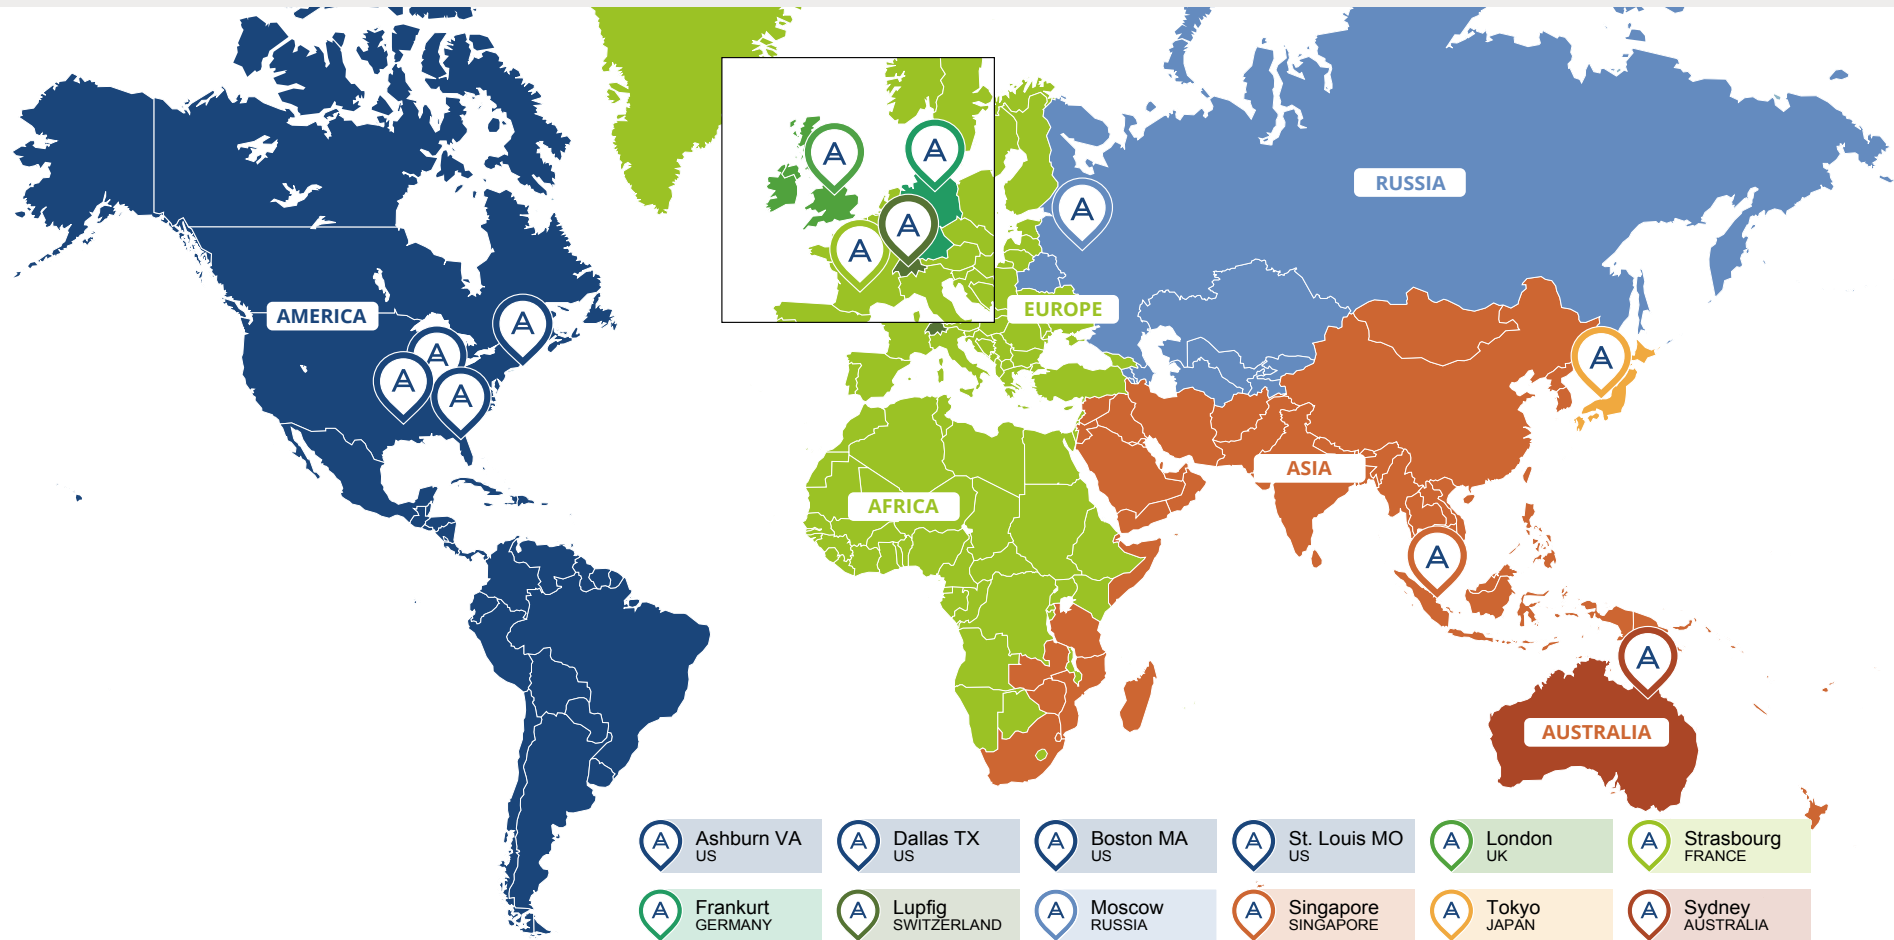 RUSSIA
AMERICA
EUROPE
ASIA
AFRICA
AUSTRALIA
Ashburn VA
US
Dallas TX
US
Boston MA
US
St. Louis MO
US
London
UK
Strasbourg
FRANCE
Frankurt
GERMANY
Lupfig
SWITZERLAND
Moscow
RUSSIA
Singapore
SINGAPORE
Tokyo
JAPAN
Sydney
AUSTRALIA